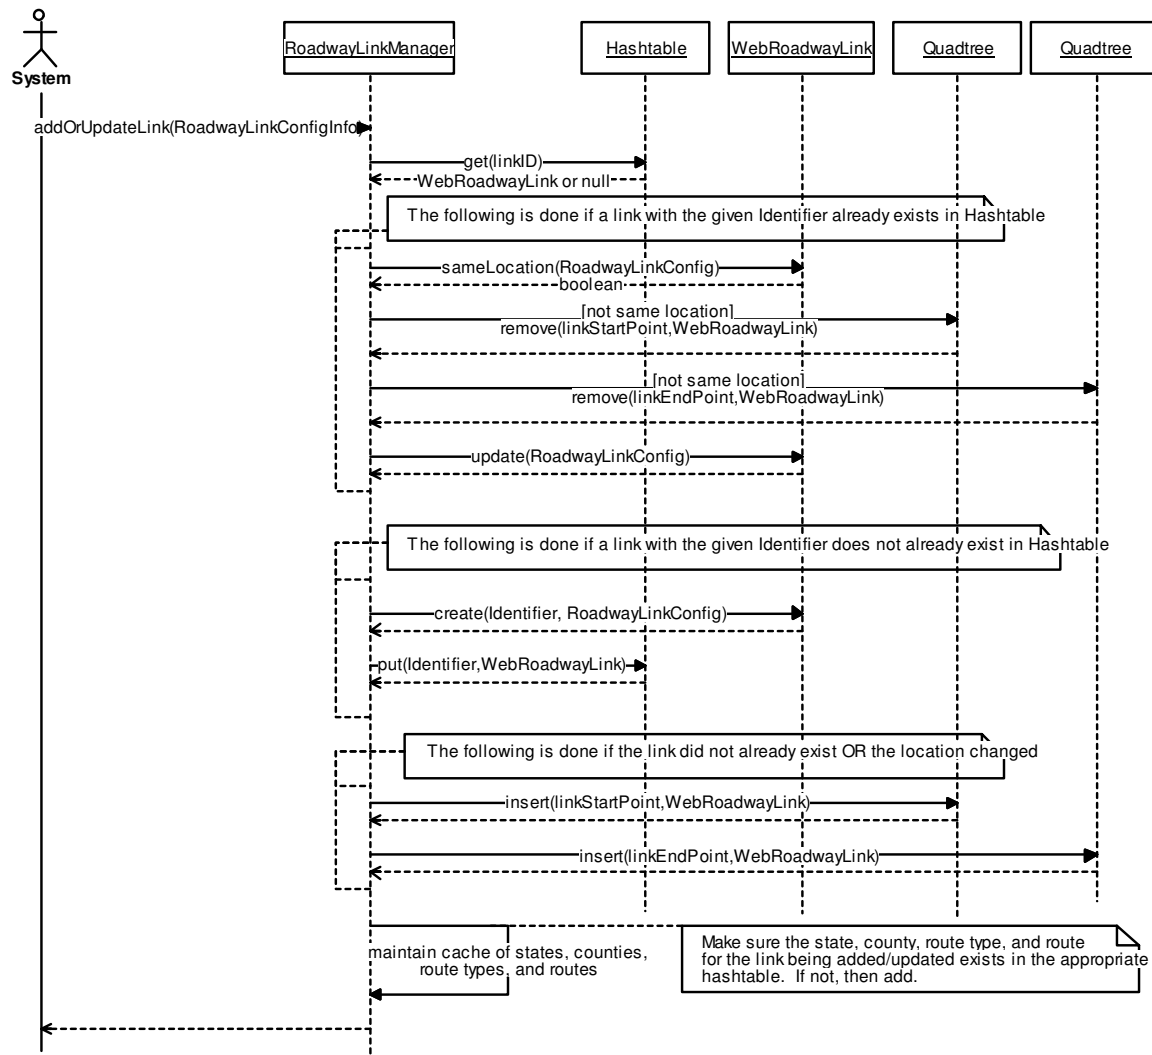 System
RoadwayLinkManager
Hashtable
WebRoadwayLink
Quadtree
Quadtree
addOrUpdateLink(RoadwayLinkConfigInfo)
get(linkID)
WebRoadwayLink or null
The following is done if a link with the given Identifier already exists in Hashtable
sameLocation(RoadwayLinkConfig)
boolean
[not same location]
remove(linkStartPoint,WebRoadwayLink)
[not same location]
remove(linkEndPoint,WebRoadwayLink)
update(RoadwayLinkConfig)
The following is done if a link with the given Identifier does not already exist in Hashtable
create(Identifier, RoadwayLinkConfig)
put(Identifier,WebRoadwayLink)
The following is done if the link did not already exist OR the location changed
insert(linkStartPoint,WebRoadwayLink)
insert(linkEndPoint,WebRoadwayLink)
maintain cache of states, counties,
route types, and routes
Make sure the state, county, route type, and route
for the link being added/updated exists in the appropriate
hashtable. If not, then add.